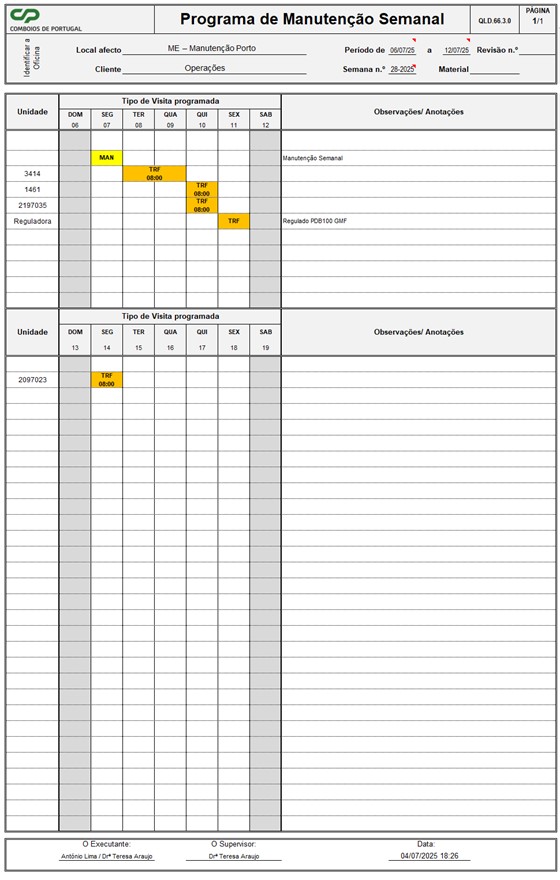 CP
COMBOIOS DE PORTUGAL
Programa de Manutenção Semanal
QLD.66.3.0
PÁGINA
1/1
Identificar a
Oficina
Local afecto ME – Manutenção Porto
Periodo de 06/07/25 a 12/07/25 Revisão n.º
Cliente Operações
Semana n.º 28-2025 Material
Unidade
Tipo de Visita programada
Observações/ Anotações
DOM SEG TER QUA QUI SEX SAB
06 07 08 09 10 11 12
MAN Manutenção Semanal
3414 TRF
08:00
1461 TRF
08:00
2197035 TRF
08:00
Reguladora TRF Regulado PDB100 GMF
Unidade
Tipo de Visita programada
Observações/ Anotações
DOM SEG TER QUA QUI SEX SAB
13 14 15 16 17 18 19
2097023 TRF
08:00
O Executante: O Supervisor: Data:
António Lima / Drª Teresa Araujo Drª Teresa Araujo 04/07/2025 18:26